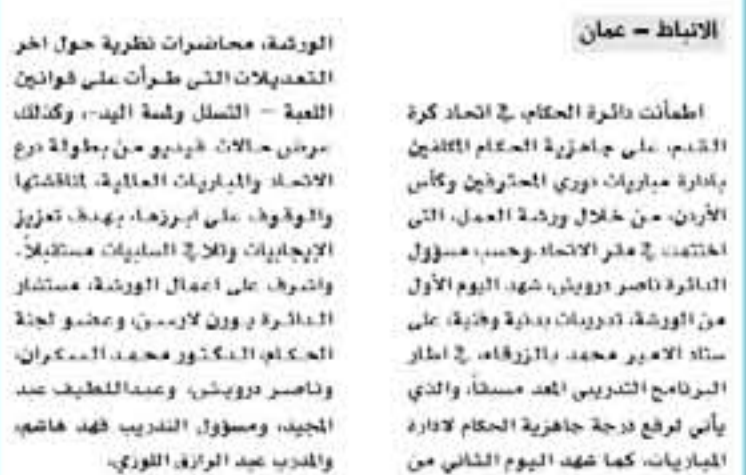 الانباط – عمان
اطمأنت دائرة الحكام، في اتحاد كرة
القدم، على جاهزية الحكام المكلفين
بادارة مباريات دوري المحترفين وكأس
الأردن، من خلال ورشة العمل، التي
اختتمت في مقر الاتحاد.وحسب مسؤول
الدائرة ناصر درويش، شهد اليوم الأول
من الورشة، تدريبات بدنية وفنية، على
ستاد الامير محمد بالزرقاء، في اطار
البرنامج التدريبي المعد مسبقاً، والذي
يأتي لرفع درجة جاهزية الحكام لادارة
المباريات، كما شهد اليوم الثاني من
الورشة، محاضرات نظرية حول اخر
التعديلات التي طرأت على قوانين
اللعبة – التسلل ولمسة اليد-، وكذلك
عرض حالات فيديو من بطولة درع
الاتحاد والمباريات العالمية، لمناقشتها
والوقوف على ابرزها، بهدف تعزيز
الإيجابيات وتلافي السلبيات مستقبلاً.
واشرف على اعمال الورشة، مستشار
الدائرة بورن لارسن، وعضو لجنة
الحكام الدكتور محمد السكران،
وناصر درويش، وعبداللطيف عبد
المجيد، ومسؤول التدريب فهد هاشم،
والمدرب عبد الرازق اللوزي.